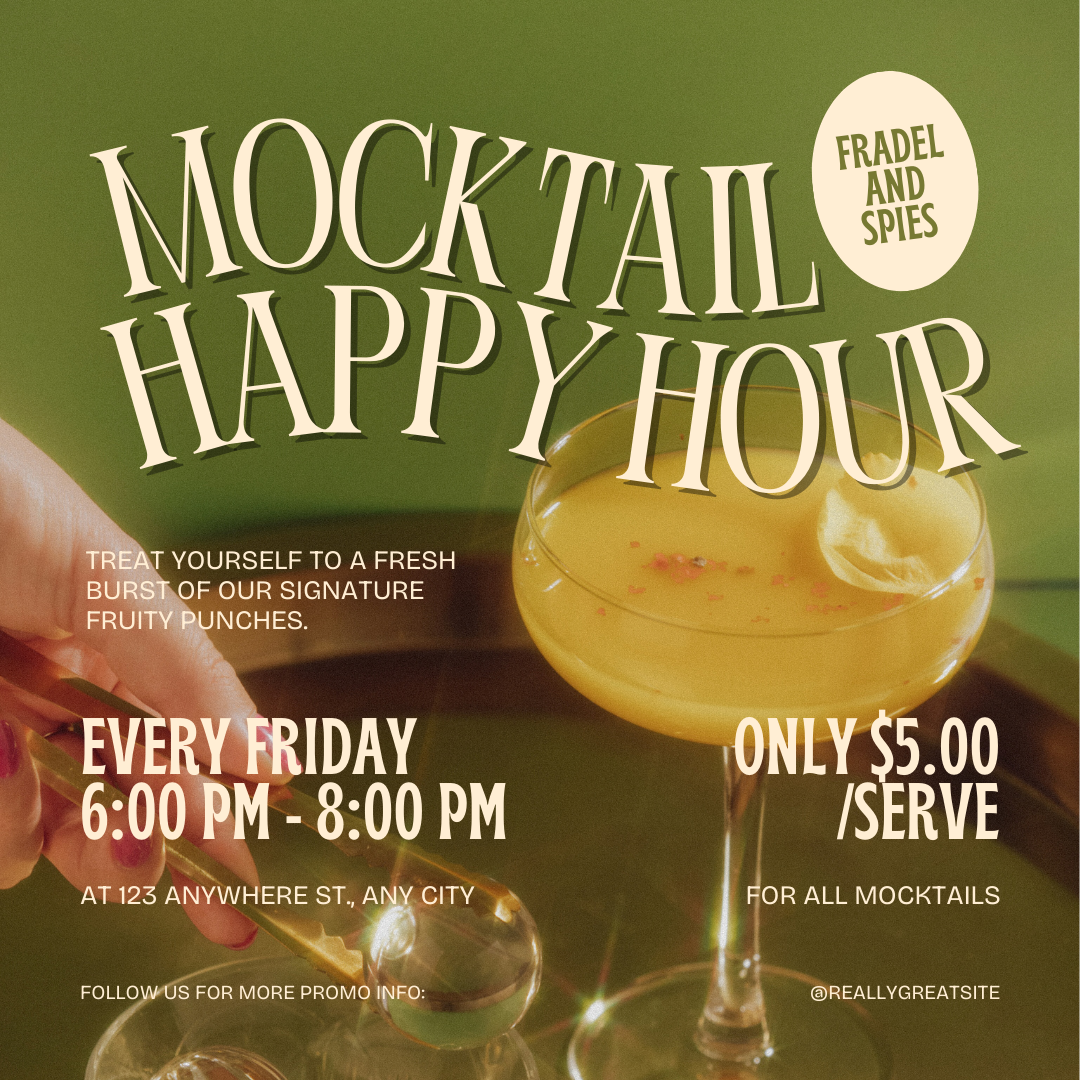 MOCKTAIL
HAPPY HOUR
FRADEL
AND
SPIES
TREAT YOURSELF TO A FRESH
BURST OF OUR SIGNATURE
FRUITY PUNCHES.
EVERY FRIDAY
6:00 PM - 8:00 PM
ONLY $5.00
/SERVE
AT 123 ANYWHERE ST., ANY CITY
FOR ALL MOCKTAILS
FOLLOW US FOR MORE PROMO INFO:
@REALLYGREATSITE